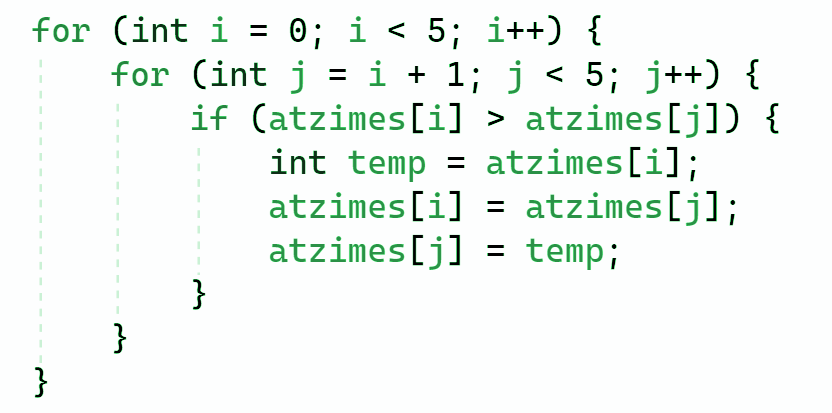 for (int i = 0; i < 5; i++) {
    for (int j = i + 1; j < 5; j++) {
        if (atzimes[i] > atzimes[j]) {
            int temp = atzimes[i];
            atzimes[i] = atzimes[j];
            atzimes[j] = temp;
        }
    }
}